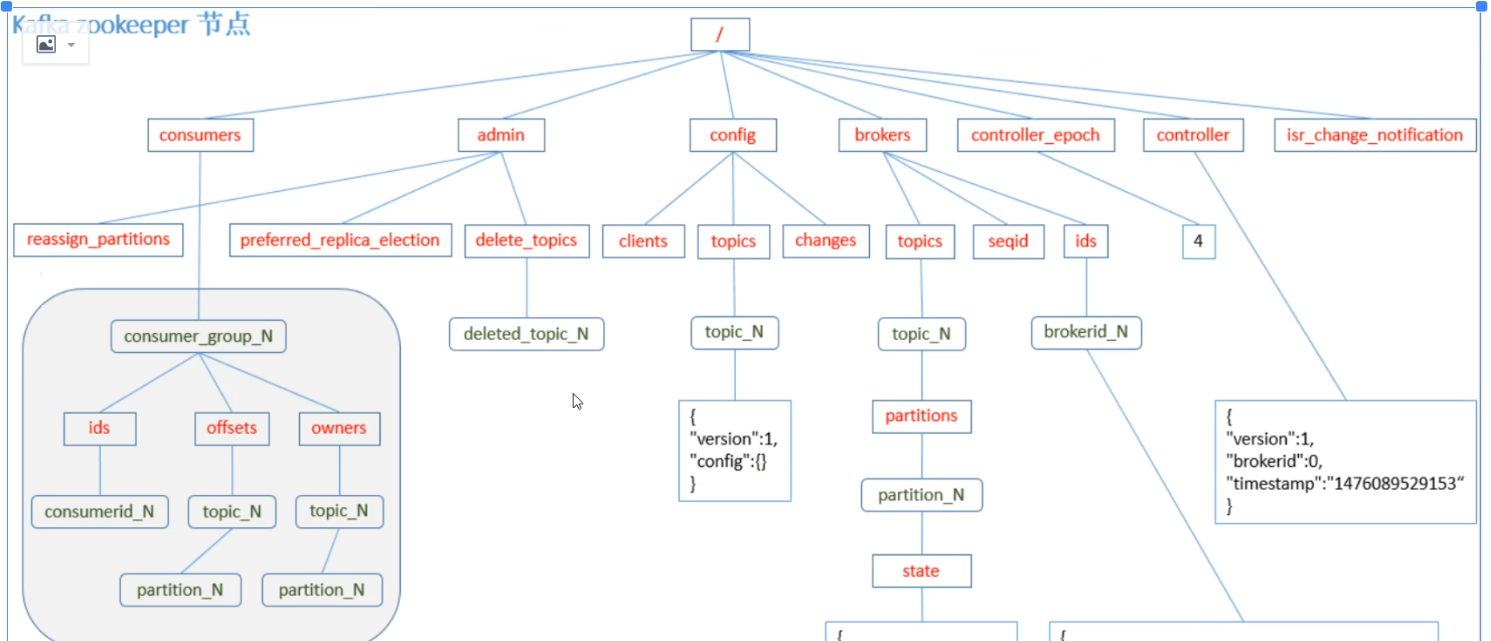 Kafka zookeeper 节点
/
consumers
admin
config
brokers
controller_epoch
controller
isr_change_notification
reassign_partitions
preferred_replica_election
delete_topics
clients
topics
changes
topics
seqid
ids
4
consumer_group_N
deleted_topic_N
topic_N
topic_N
brokerid_N
ids
offsets
owners
{
"version":1,
"config":{}
}
partitions
{
"version":1,
"brokerid":0,
"timestamp":"1476089529153“
}
consumerid_N
topic_N
topic_N
partition_N
partition_N
partition_N
state
{
{